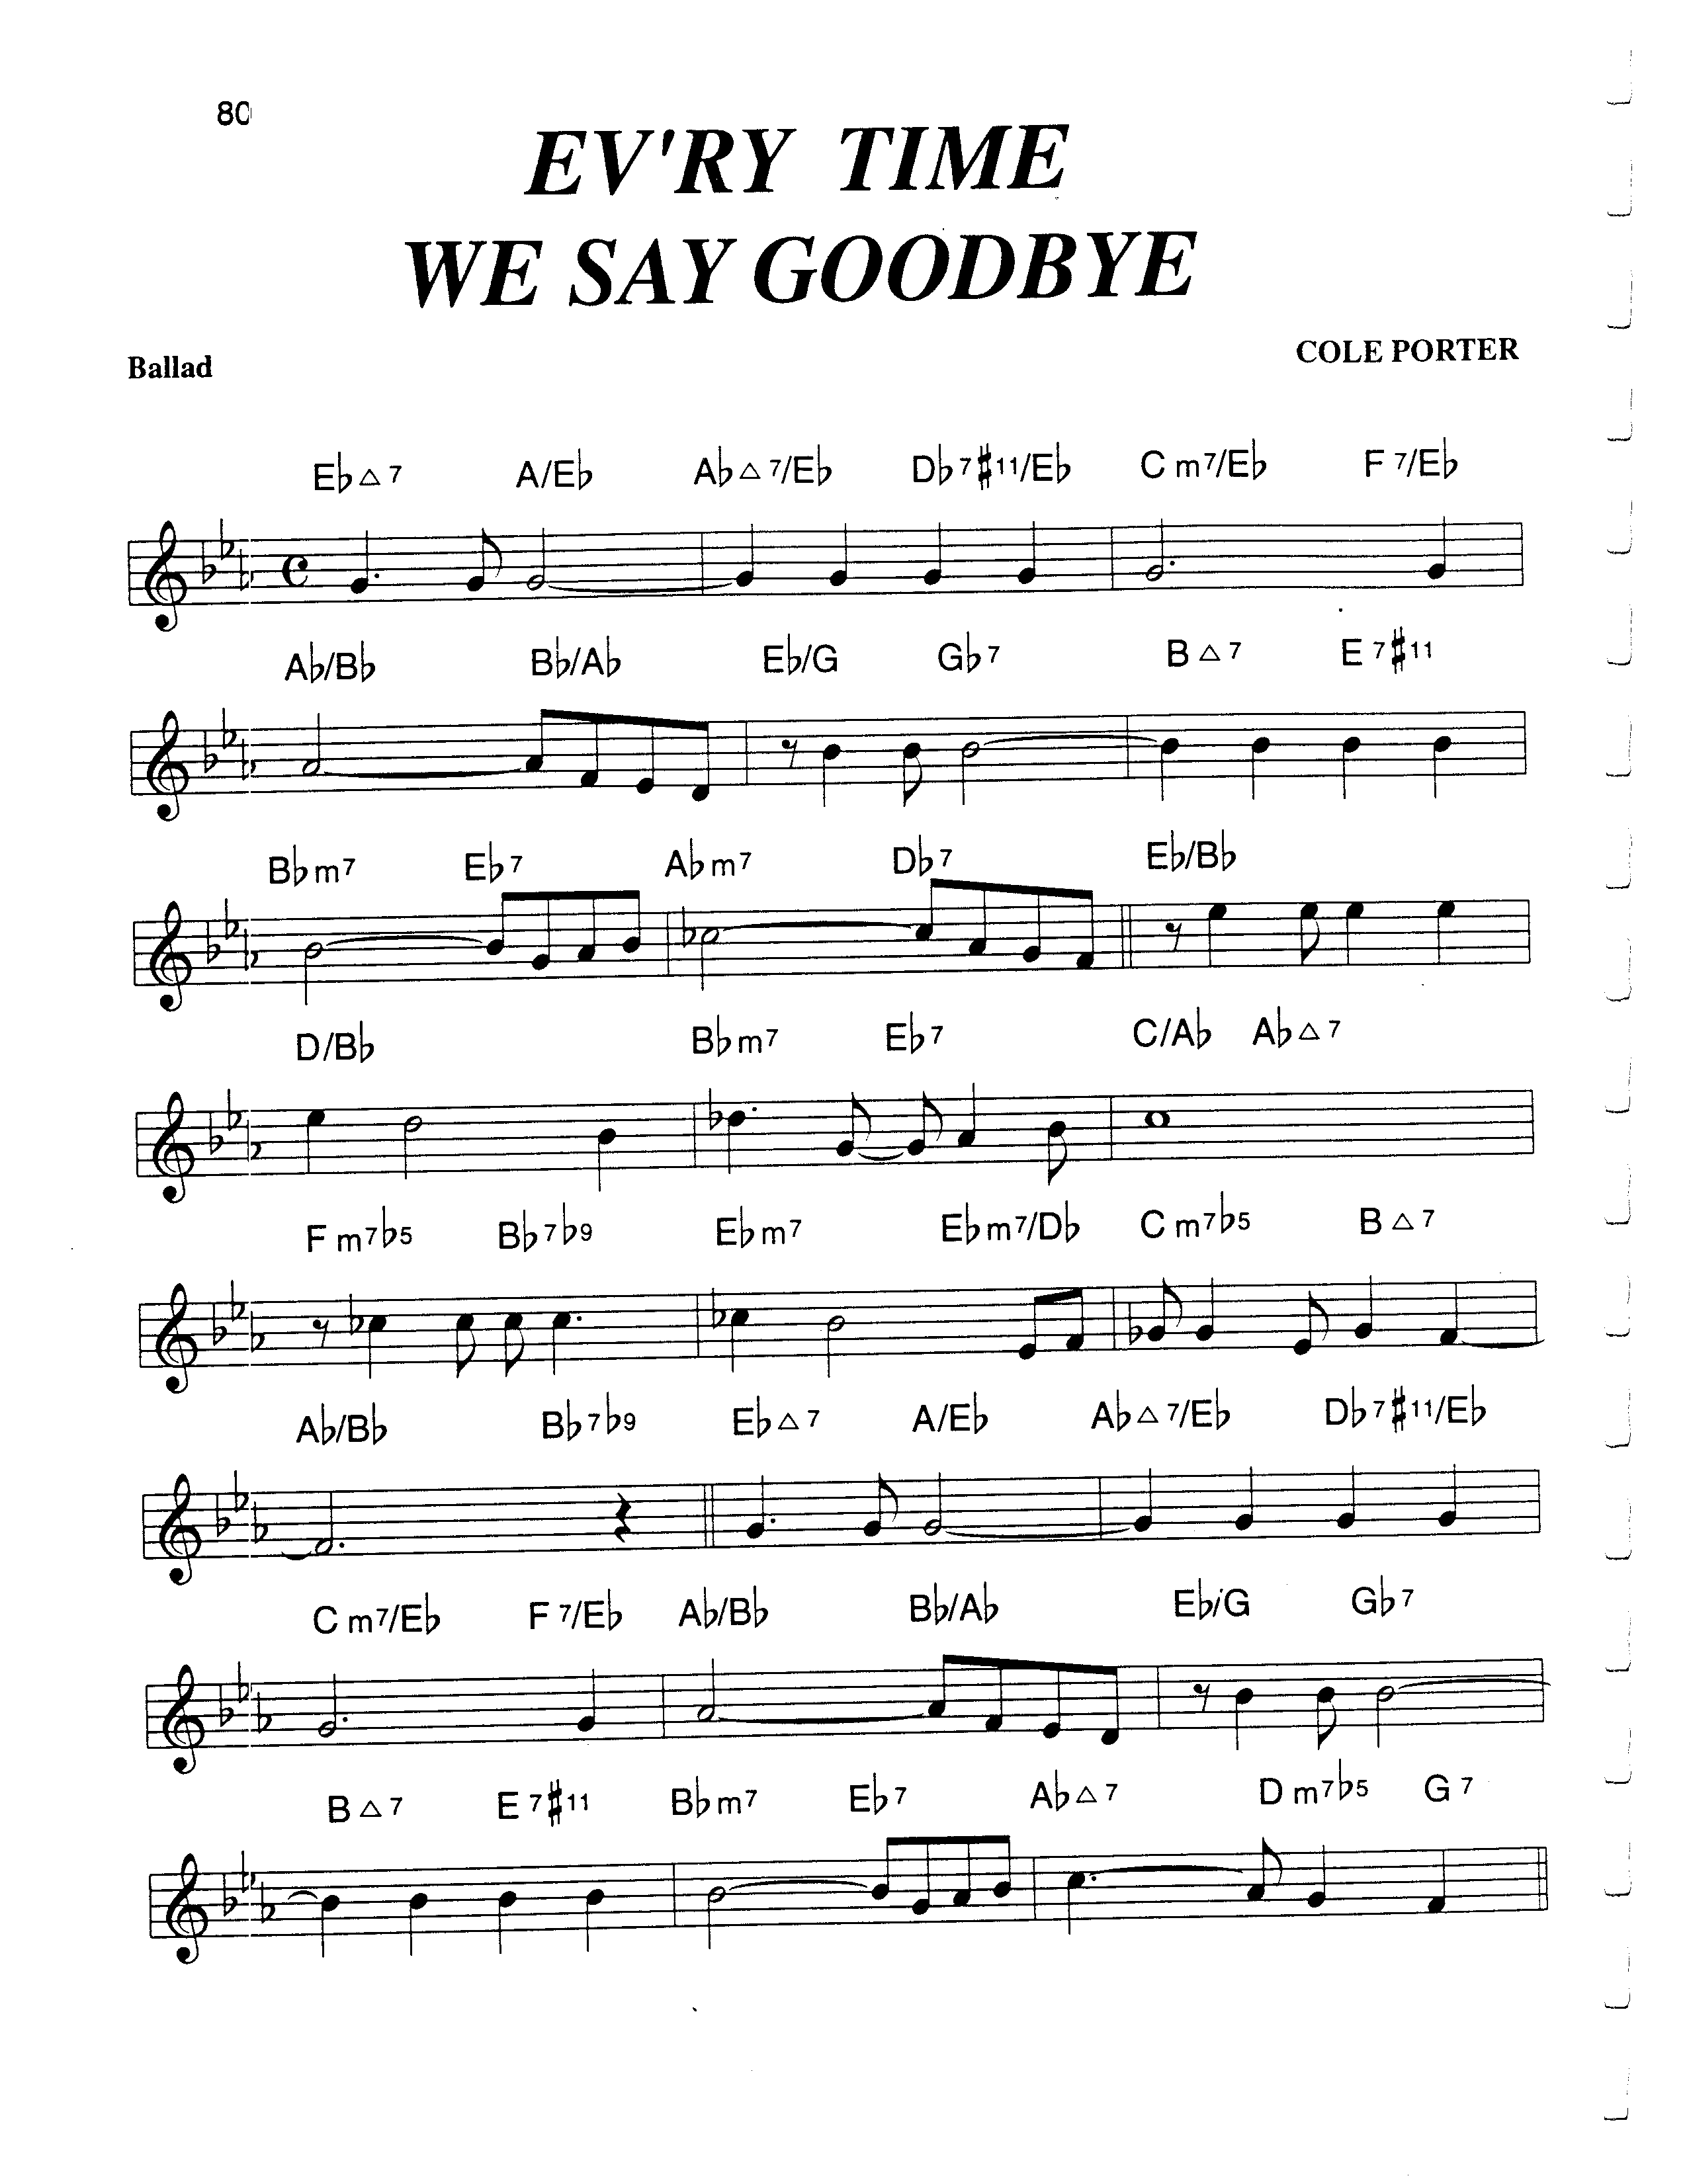 80
EV'RY TIME
WE SAY GOODBYE
Ballad
COLE PORTER
E♭△7 A/E♭ A♭△7/E♭ D♭7♯11/E♭ C m7/E♭ F 7/E♭
A♭/B♭ B♭/A♭ E♭/G G♭7 B △7 E 7♯11
B♭m7 E♭7 A♭m7 D♭7 E♭/B♭
D/B♭ B♭m7 E♭7 C/A♭ A♭△7
F m7♭5 B♭7♭9 E♭m7 E♭m7/D♭ C m7♭5 B △7
A♭/B♭ B♭7♭9 E♭△7 A/E♭ A♭△7/E♭ D♭7♯11/E♭
C m7/E♭ F 7/E♭ A♭/B♭ B♭/A♭ E♭/G G♭7
B △7 E 7♯11 B♭m7 E♭7 A♭△7 D m7♭5 G 7